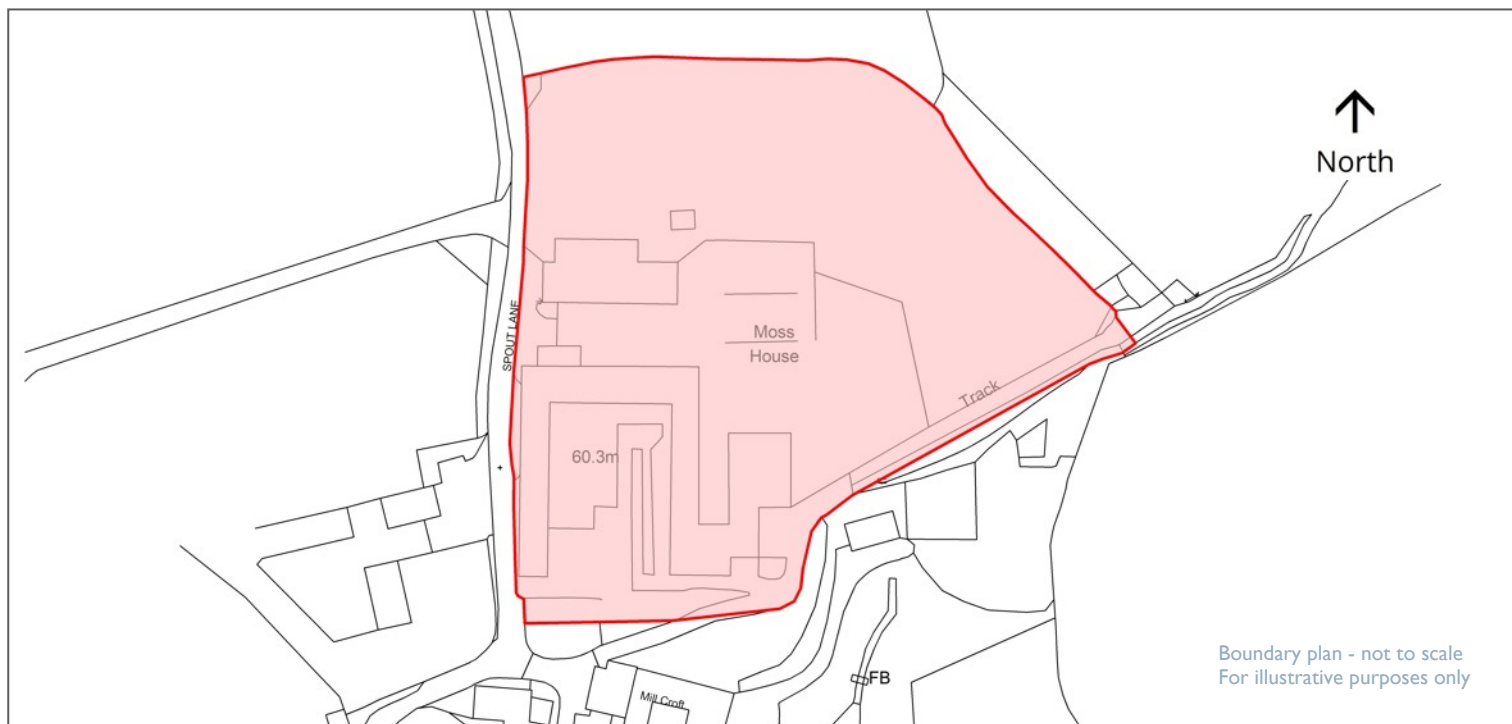 North
SPOUT LANE
Moss
House
Track
60.3m
Boundary plan - not to scale
For illustrative purposes only
FB
Mill Croft